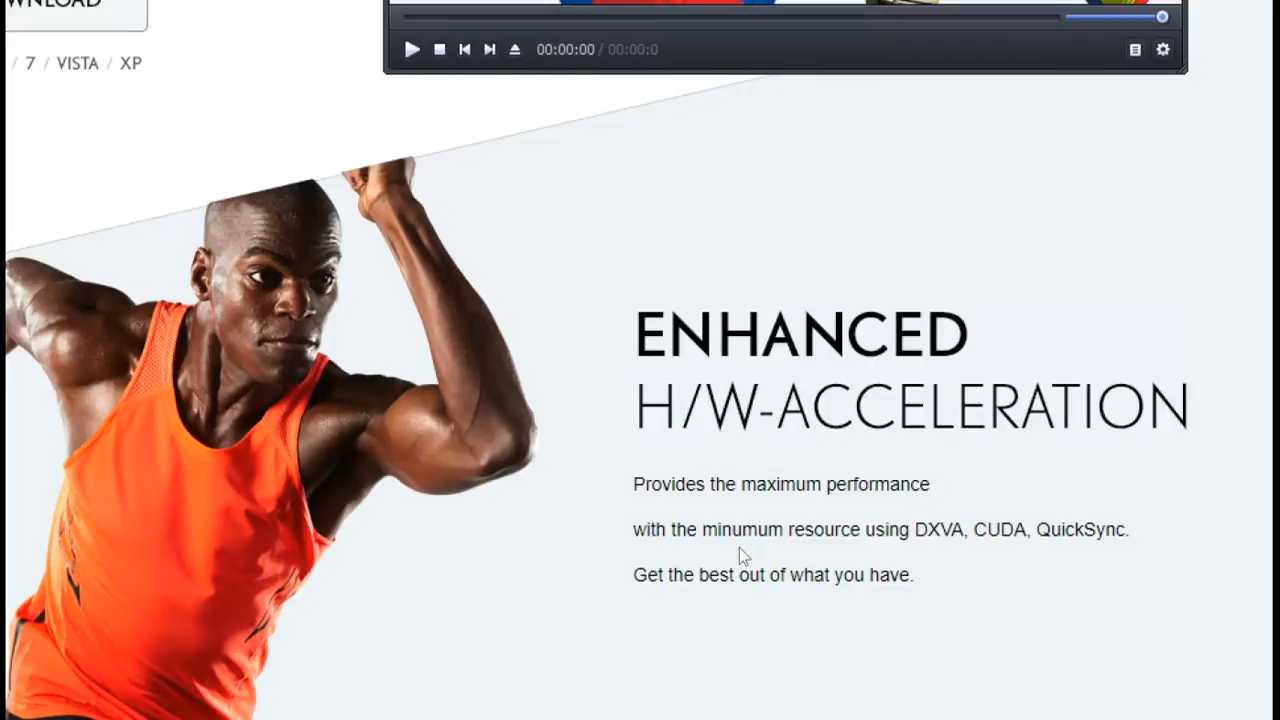 / 7 / VISTA / XP
00:00:00 / 00:00:0
ENHANCED
H/W-ACCELERATION
Provides the maximum performance
with the minumum resource using DXVA, CUDA, QuickSync.
Get the best out of what you have.